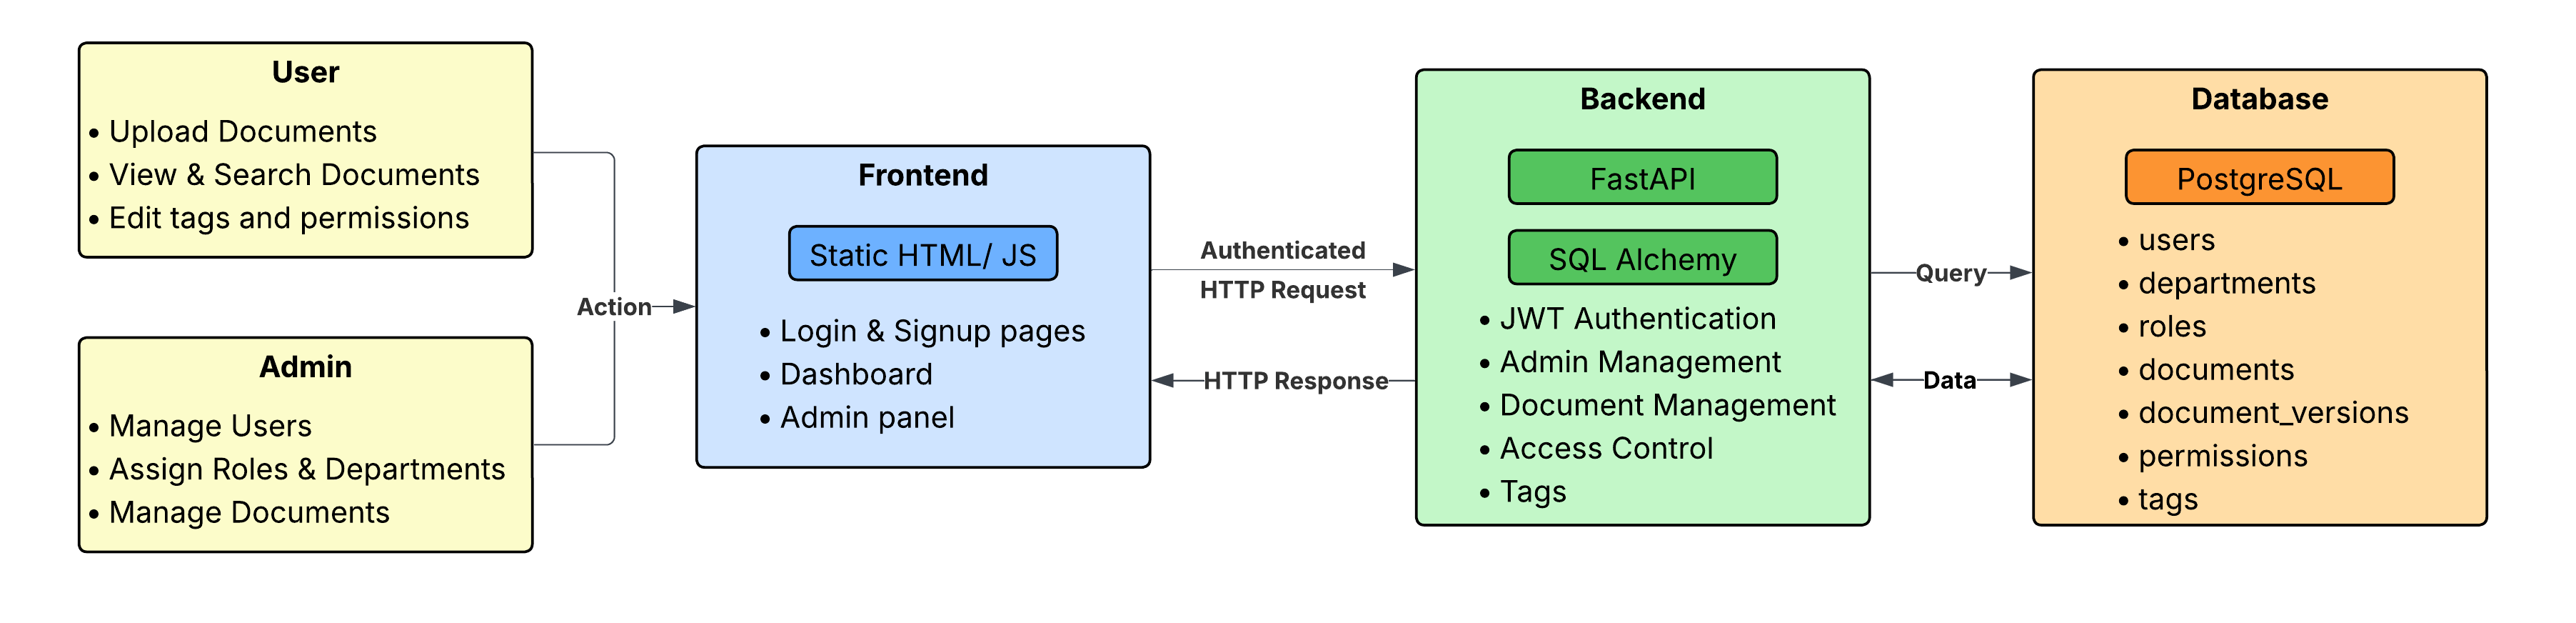 User
• Upload Documents
• View & Search Documents
• Edit tags and permissions
Admin
• Manage Users
• Assign Roles & Departments
• Manage Documents
Action
Frontend
Static HTML/ JS
• Login & Signup pages
• Dashboard
• Admin panel
Authenticated
HTTP Request
HTTP Response
Backend
FastAPI
SQL Alchemy
• JWT Authentication
• Admin Management
• Document Management
• Access Control
• Tags
Query
Data
Database
PostgreSQL
• users
• departments
• roles
• documents
• document_versions
• permissions
• tags